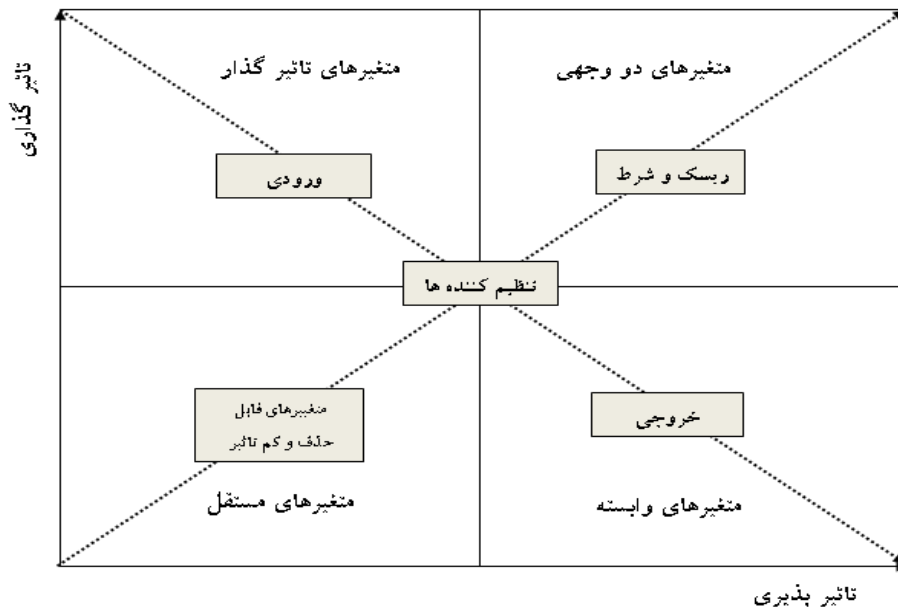 متغیرهای دو وجهی
متغیرهای تاثیر گذار
تاثیر گذاری
ریسک و شرط
ورودی
تنظیم کننده ها
خروجی
متغییرهای قابل
حذف و کم تاثیر
متغیرهای وابسته
متغیرهای مستقل
تاثیر پذیری